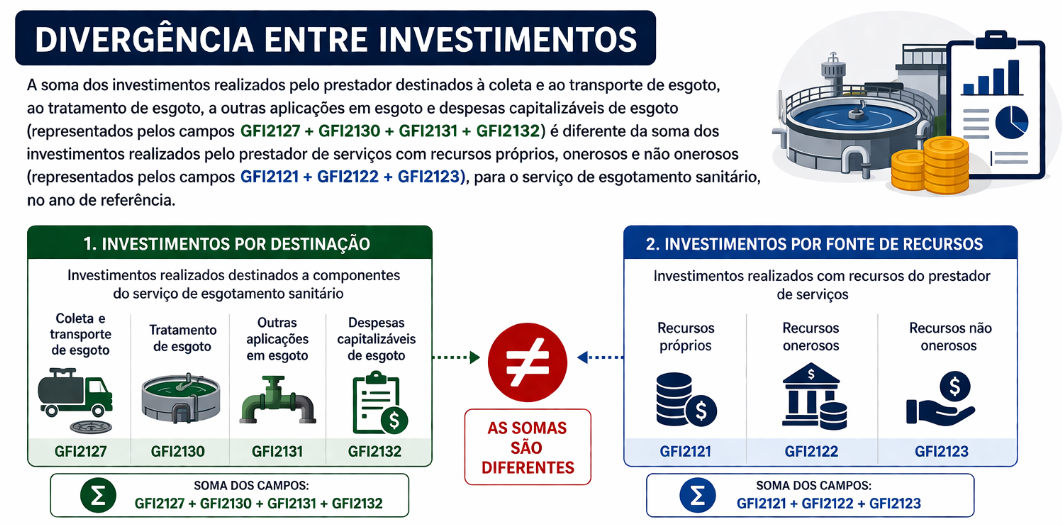 DIVERGÊNCIA ENTRE INVESTIMENTOS
A soma dos investimentos realizados pelo prestador destinados à coleta e ao transporte de esgoto,
ao tratamento de esgoto, a outras aplicações em esgoto e despesas capitalizáveis de esgoto
(representados pelos campos GFI2127 + GFI2130 + GFI2131 + GFI2132) é diferente da soma dos
investimentos realizados pelo prestador de serviços com recursos próprios, onerosos e não onerosos
(representados pelos campos GFI2121 + GFI2122 + GFI2123), para o serviço de esgotamento sanitário,
no ano de referência.
1. INVESTIMENTOS POR DESTINAÇÃO
Investimentos realizados destinados a componentes
do serviço de esgotamento sanitário
Coleta e
transporte
de esgoto
Tratamento
de esgoto
Outras
aplicações
em esgoto
Despesas
capitalizáveis
de esgoto
$
GFI2127
GFI2130
GFI2131
GFI2132
Σ
SOMA DOS CAMPOS:
GFI2127 + GFI2130 + GFI2131 + GFI2132
≠
AS SOMAS
SÃO
DIFERENTES
2. INVESTIMENTOS POR FONTE DE RECURSOS
Investimentos realizados com recursos do prestador
de serviços
Recursos
próprios
Recursos
onerosos
Recursos não
onerosos
$
$
$
$
GFI2121
GFI2122
GFI2123
Σ
SOMA DOS CAMPOS:
GFI2121 + GFI2122 + GFI2123